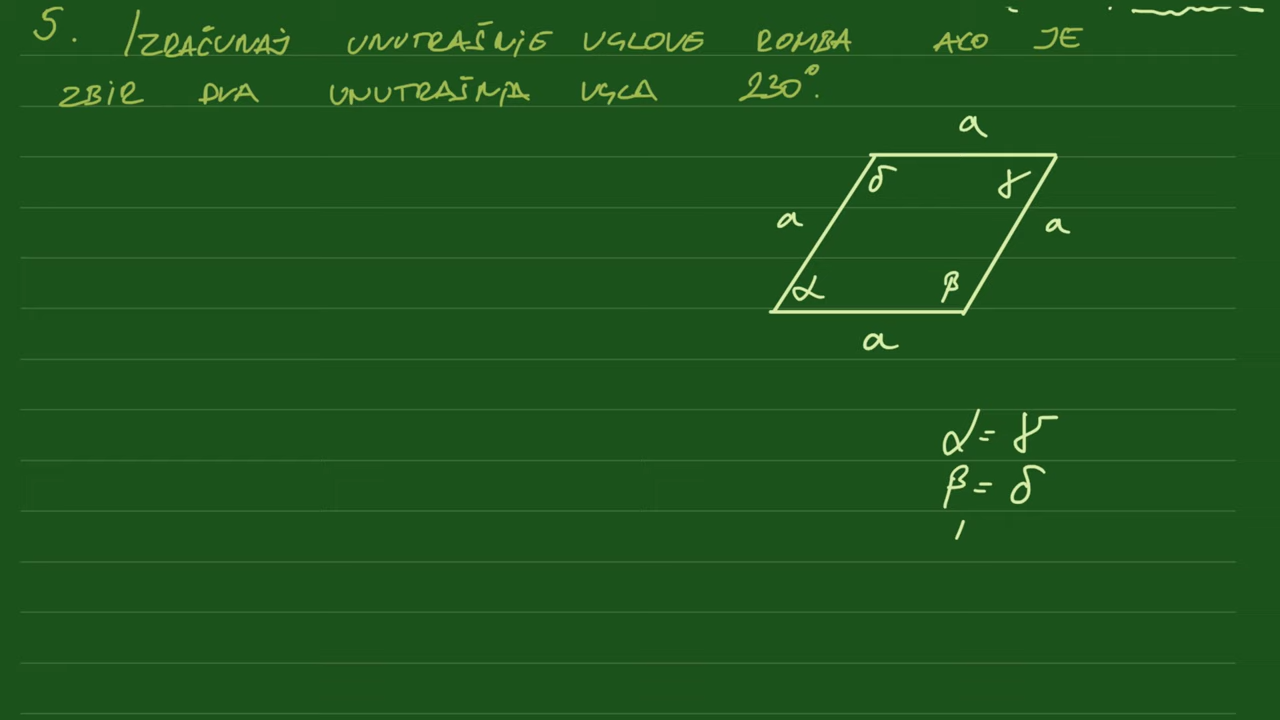 5. IZRAČUNAJ UNUTRAŠNJE UGLOVE ROMBA AKO JE
ZBIR DVA UNUTRAŠNJA UGLA 230°.
a
δ γ
a a
α β
a
α = γ
β = δ